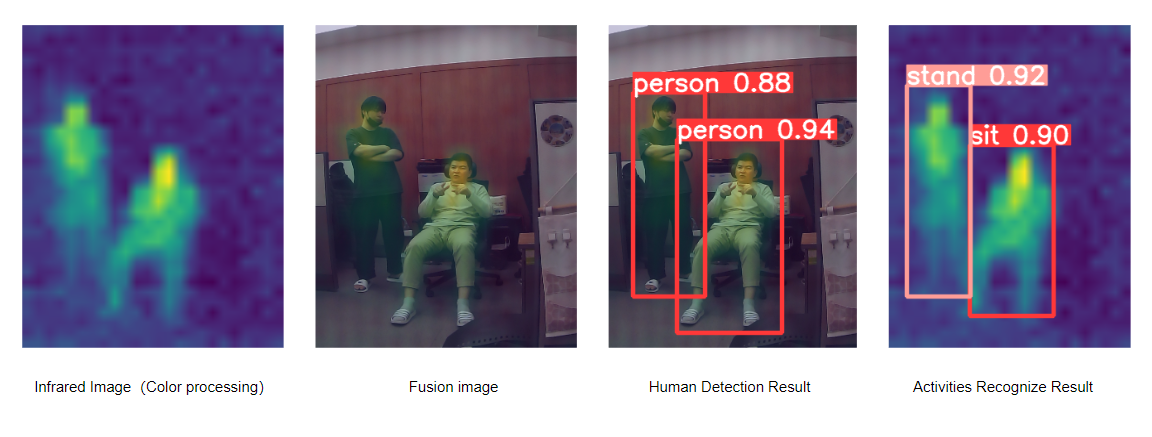 person 0.88
person 0.94
stand 0.92
sit 0.90
Infrared Image (Color processing)
Fusion image
Human Detection Result
Activities Recognize Result